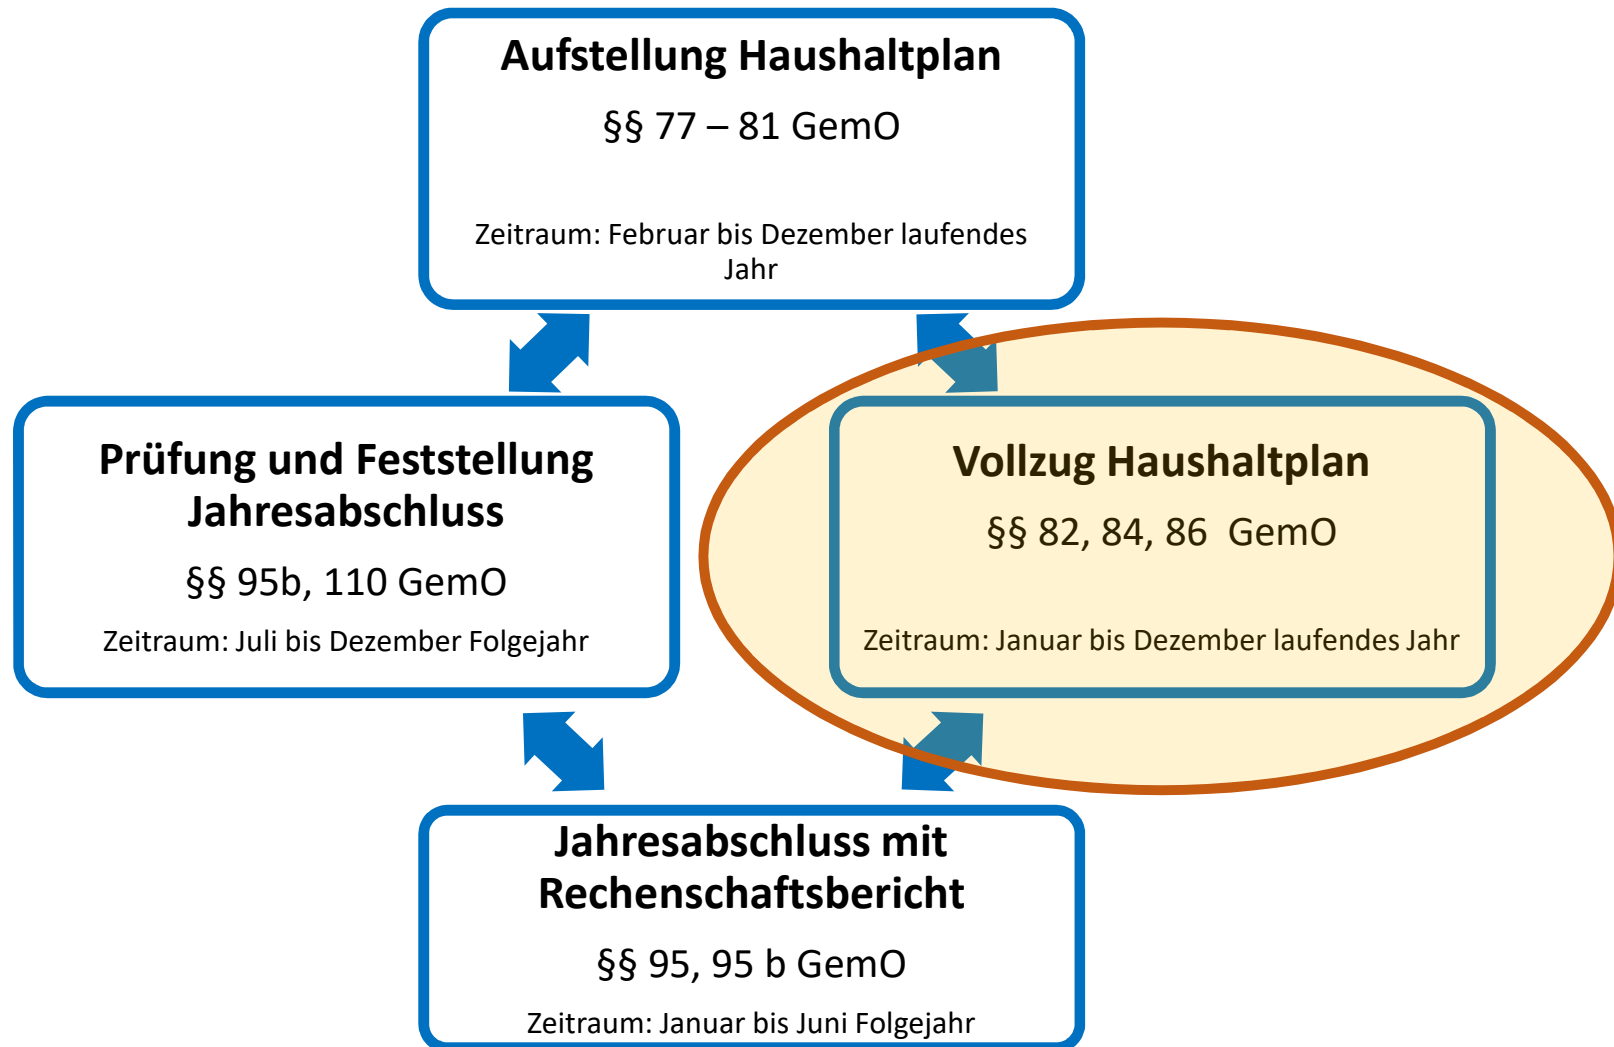 Aufstellung Haushaltplan
§§ 77 – 81 GemO
Zeitraum: Februar bis Dezember laufendes
Jahr
Prüfung und Feststellung
Jahresabschluss
§§ 95b, 110 GemO
Zeitraum: Juli bis Dezember Folgejahr
Vollzug Haushaltplan
§§ 82, 84, 86 GemO
Zeitraum: Januar bis Dezember laufendes Jahr
Jahresabschluss mit
Rechenschaftsbericht
§§ 95, 95 b GemO
Zeitraum: Januar bis Juni Folgejahr